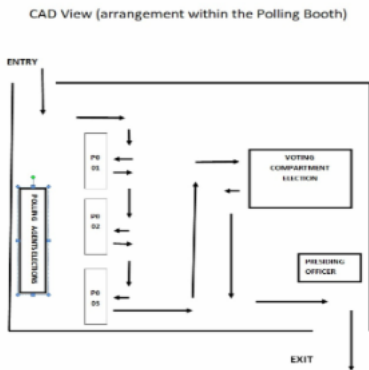 CAD View (arrangement within the Polling Booth)
ENTRY
PO
01
VOTING
COMPARTMENT
ELECTION
POLLING AGENTS/ELECTIONS
PO
02
PRESIDING
OFFICER
PO
03
EXIT